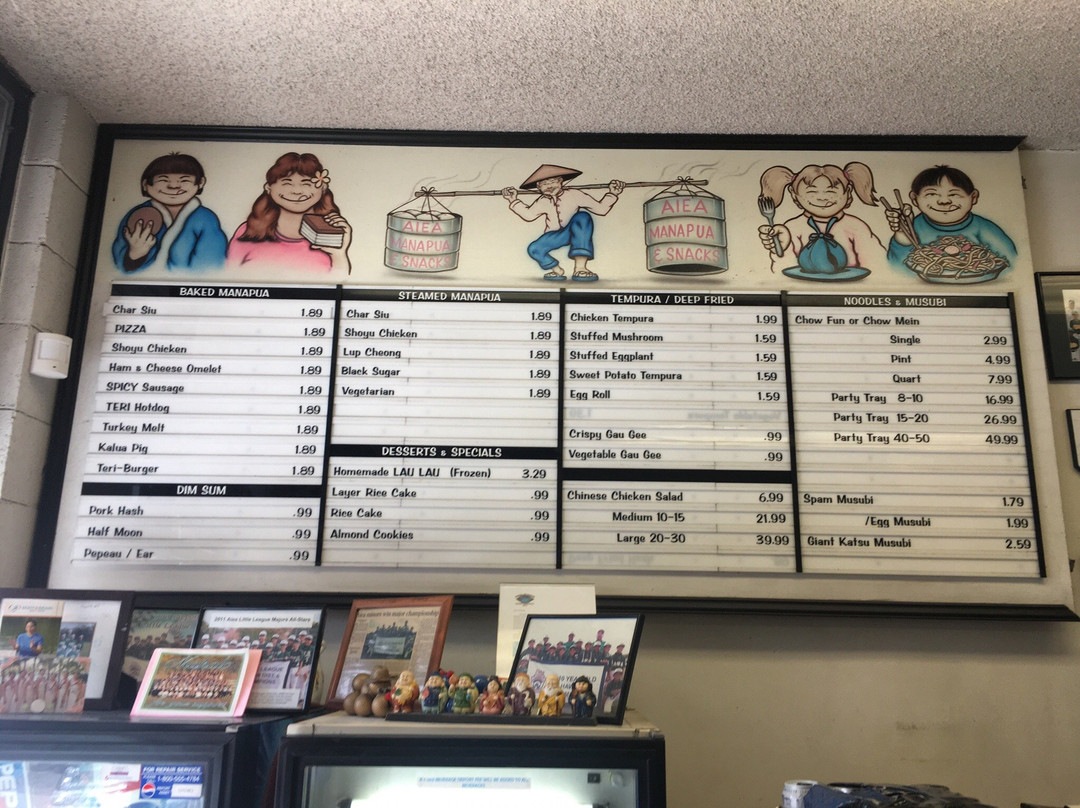 AIEA
MANAPUA
& SNACKS
AIEA
MANAPUA
& SNACKS
BAKED MANAPUA
Char Siu 1.89
PIZZA 1.89
Shoyu Chicken 1.89
Ham & Cheese Omelet 1.89
SPICY Sausage 1.89
TERI Hotdog 1.89
Turkey Melt 1.89
Kalua Pig 1.89
Teri-Burger 1.89
DIM SUM
Pork Hash .99
Half Moon .99
Pepeau / Ear .99
STEAMED MANAPUA
Char Siu 1.89
Shoyu Chicken 1.89
Lup Cheong 1.89
Black Sugar 1.89
Vegetarian 1.89
DESSERTS & SPECIALS
Homemade LAU LAU (Frozen) 3.29
Layer Rice Cake .99
Rice Cake .99
Almond Cookies .99
TEMPURA / DEEP FRIED
Chicken Tempura 1.99
Stuffed Mushroom 1.59
Stuffed Eggplant 1.59
Sweet Potato Tempura 1.59
Egg Roll 1.59
Crispy Gau Gee .99
Vegetable Gau Gee .99
Chinese Chicken Salad 6.99
Medium 10-15 21.99
Large 20-30 39.99
NOODLES & MUSUBI
Chow Fun or Chow Mein
Single 2.99
Pint 4.99
Quart 7.99
Party Tray 8-10 16.99
Party Tray 15-20 26.99
Party Tray 40-50 49.99
Spam Musubi 1.79
/Egg Musubi 1.99
Giant Katsu Musubi 2.59
2011 Aiea Little League Majors All-Stars
FOR REPAIR SERVICE
1-800-555-4784
PEP